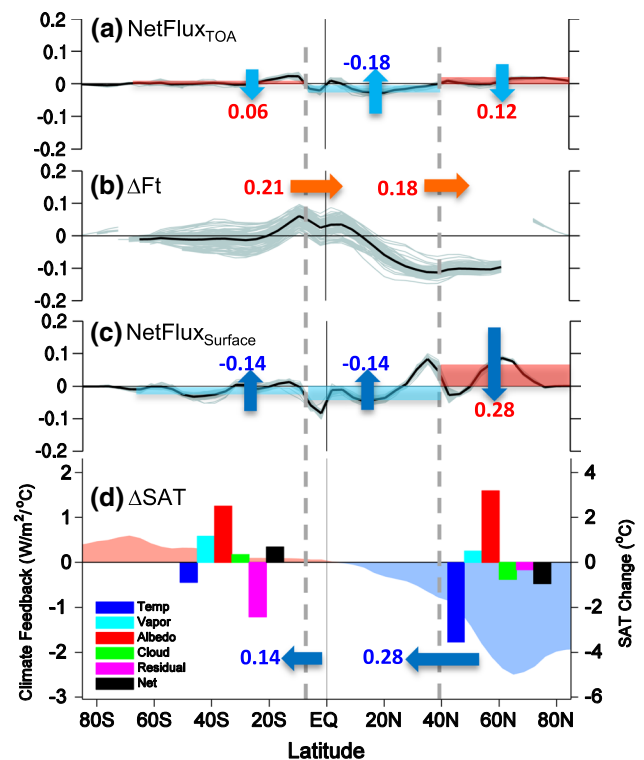 (a) NetFlux_TOA
0.2
0.1
0
-0.1
0.2
-0.18
0.06
0.12
(b) ΔFt
0.2
0.1
0
-0.1
0.2
0.21
0.18
(c) NetFlux_Surface
0.2
0.1
0
-0.1
0.2
-0.14
-0.14
0.28
(d) ΔSAT
Climate Feedback (W/m²/°C)
2
1
0
-1
-2
-3
SAT Change (°C)
4
2
0
-2
-4
-6
Temp
Vapor
Albedo
Cloud
Residual
Net
0.14
0.28
80S 60S 40S 20S EQ 20N 40N 60N 80N
Latitude